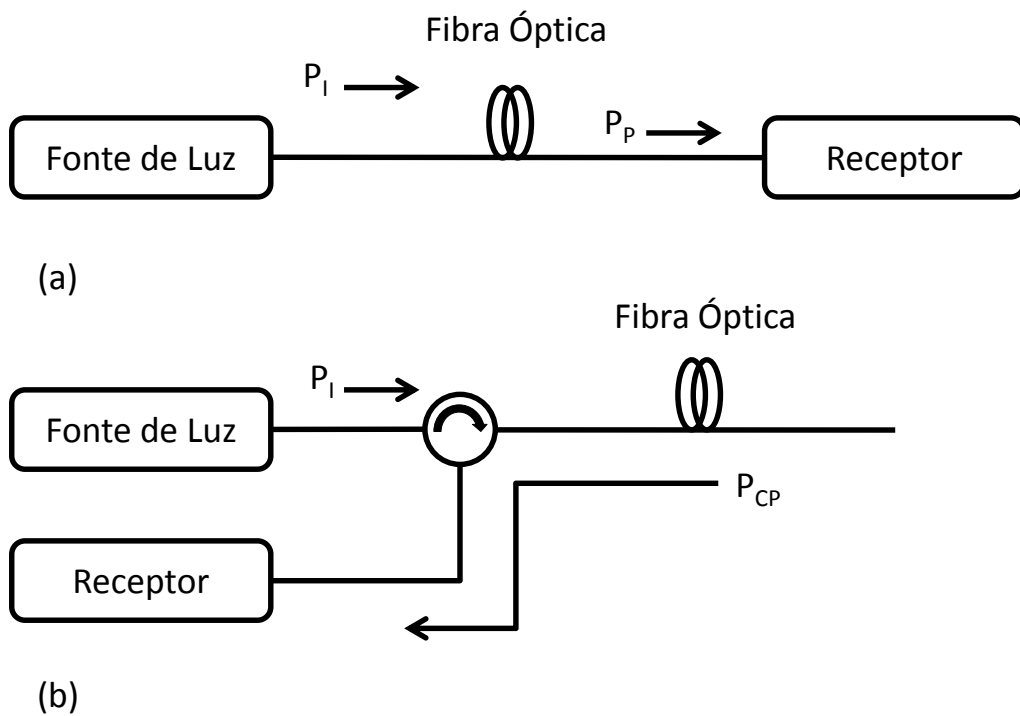 Fibra Óptica
P_I
P_P
Fonte de Luz
Receptor
(a)
Fibra Óptica
P_I
Fonte de Luz
P_CP
Receptor
(b)